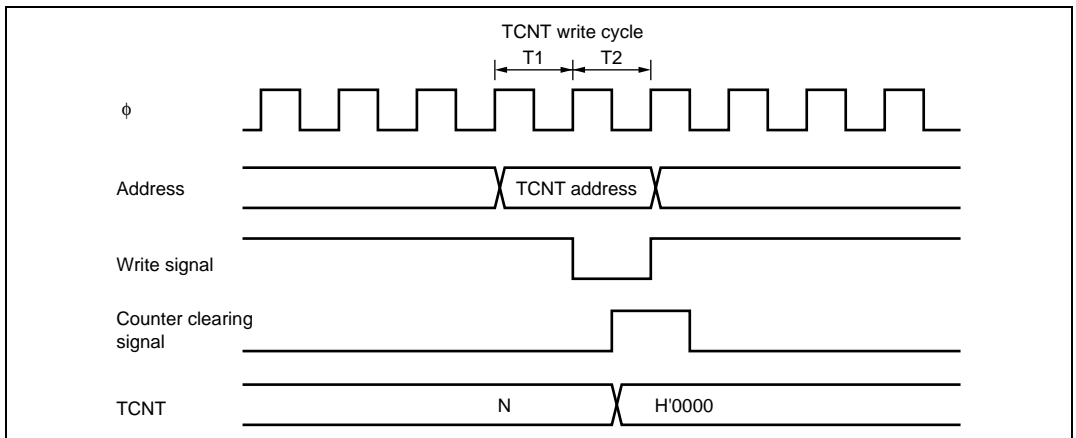 TCNT write cycle
T1 T2
ϕ
Address
TCNT address
Write signal
Counter clearing
signal
TCNT
N
H'0000